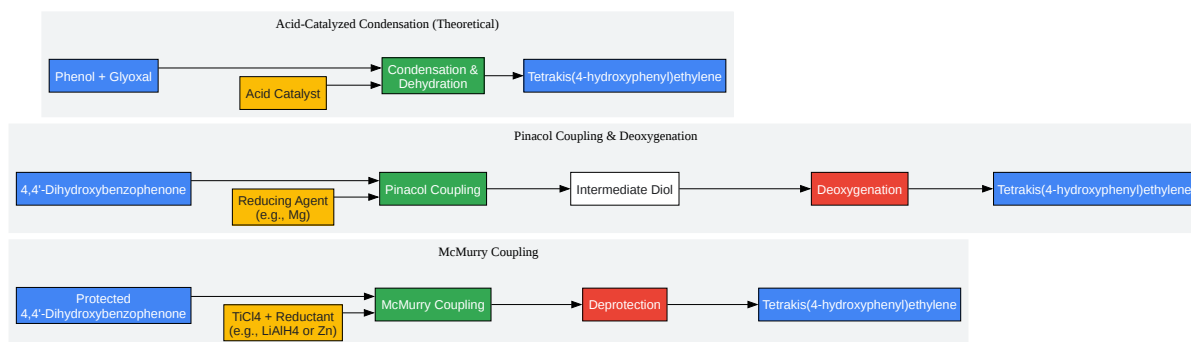 Acid-Catalyzed Condensation (Theoretical)
Phenol + Glyoxal
Acid Catalyst
Condensation &
Dehydration
Tetrakis(4-hydroxyphenyl)ethylene
Pinacol Coupling & Deoxygenation
4,4'-Dihydroxybenzophenone
Reducing Agent
(e.g., Mg)
Pinacol Coupling
Intermediate Diol
Deoxygenation
Tetrakis(4-hydroxyphenyl)ethylene
McMurry Coupling
Protected
4,4'-Dihydroxybenzophenone
TiCl4 + Reductant
(e.g., LiAlH4 or Zn)
McMurry Coupling
Deprotection
Tetrakis(4-hydroxyphenyl)ethylene